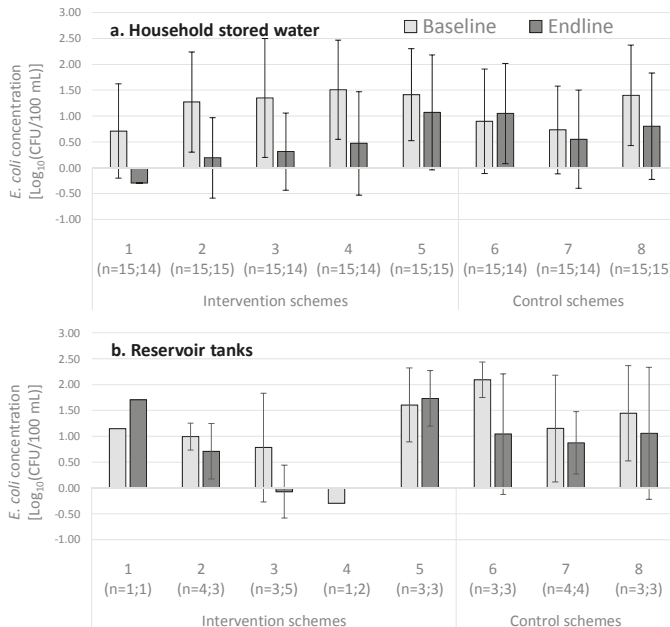 a. Household stored water
Baseline Endline
E. coli concentration
[Log10(CFU/100 mL)]
3.00
2.50
2.00
1.50
1.00
0.50
0.00
-0.50
-1.00
1 2 3 4 5 6 7 8
(n=15;14) (n=15;15) (n=15;14) (n=15;14) (n=15;15) (n=15;14) (n=15;14) (n=15;15)
Intervention schemes Control schemes
b. Reservoir tanks
E. coli concentration
[Log10(CFU/100 mL)]
3.00
2.50
2.00
1.50
1.00
0.50
0.00
-0.50
-1.00
1 2 3 4 5 6 7 8
(n=1;1) (n=4;3) (n=3;5) (n=1;2) (n=3;3) (n=3;3) (n=4;4) (n=3;3)
Intervention schemes Control schemes